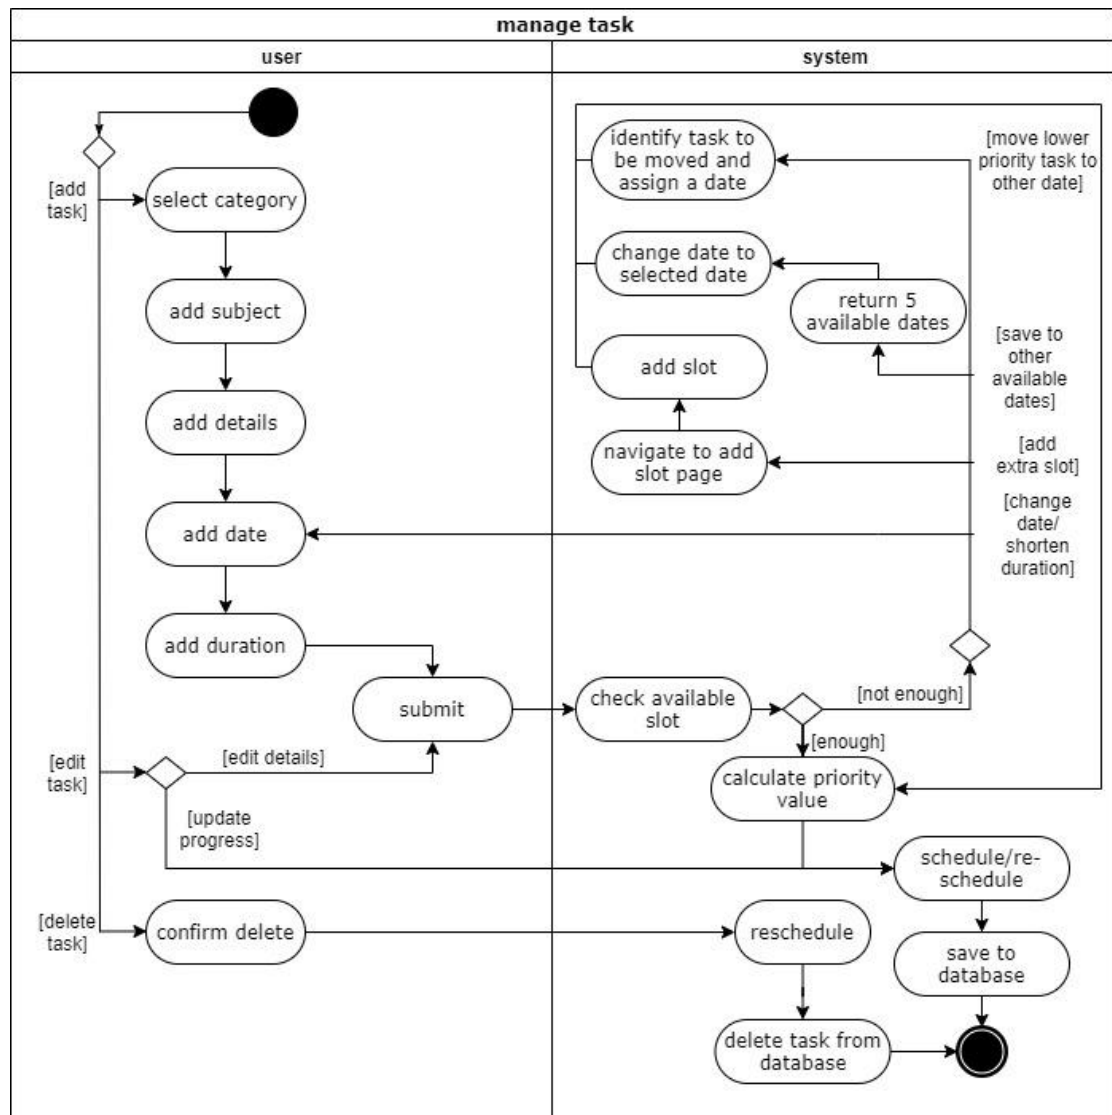 manage task
user
system
[add
task]
select category
add subject
add details
add date
add duration
submit
[edit
task]
[edit details]
[update
progress]
[delete
task]
confirm delete
identify task to
be moved and
assign a date
[move lower
priority task to
other date]
change date to
selected date
return 5
available dates
[save to
other
available
dates]
add slot
navigate to add
slot page
[add
extra slot]
[change
date/
shorten
duration]
check available
slot
[not enough]
[enough]
calculate priority
value
schedule/re-
schedule
reschedule
save to
database
delete task from
database